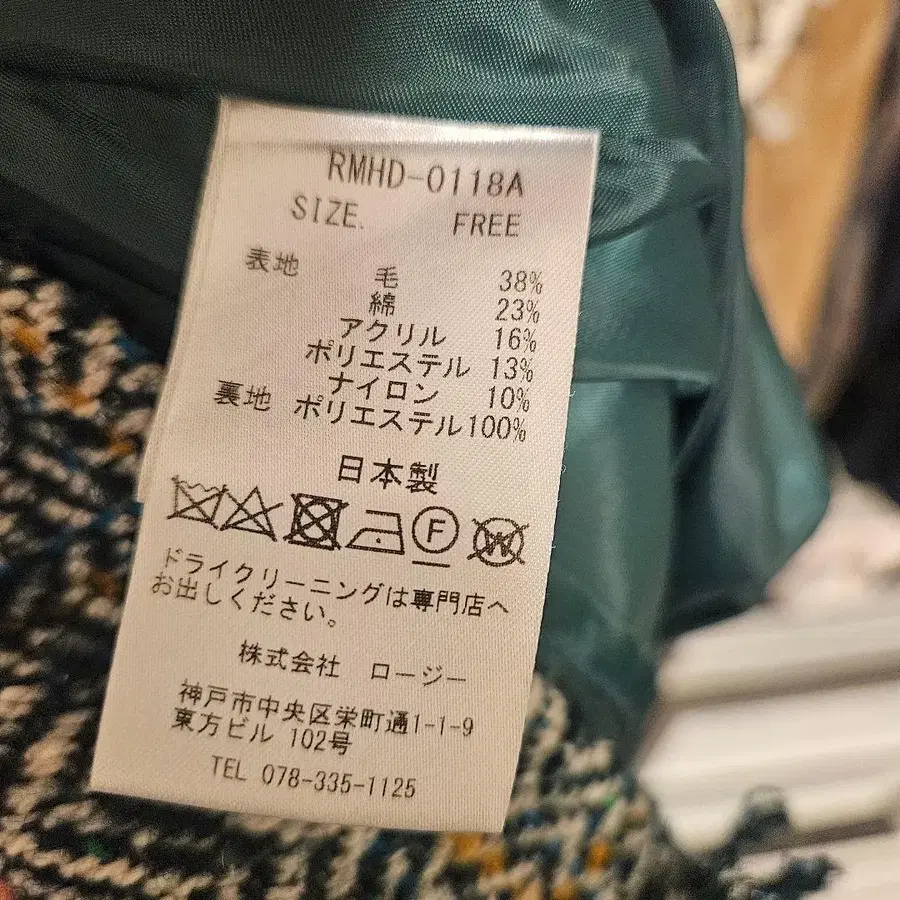 RMHD-0118A
SIZE. FREE
表地 毛 38%
綿 23%
アクリル 16%
ポリエステル 13%
ナイロン 10%
裏地 ポリエステル 100%
日本製
F W
ドライクリーニングは専門店へ
お出しください。
株式会社 ロージー
神戸市中央区栄町通1-1-9
東方ビル 102号
TEL 078-335-1125